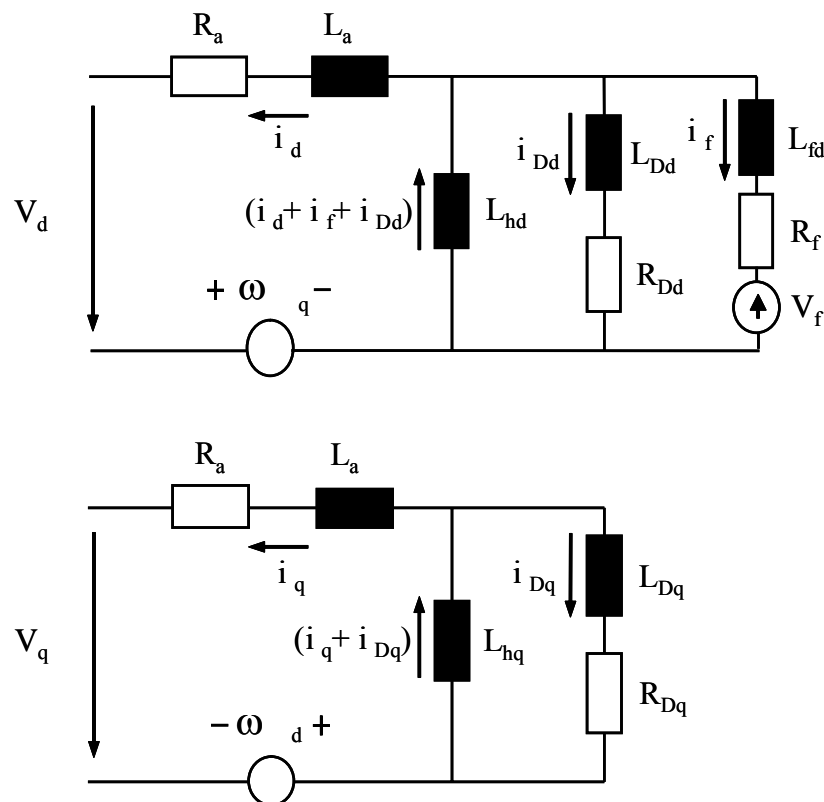 R_a L_a
i_d
i_Dd
L_Dd
i_f
L_fd
V_d
(i_d + i_f + i_Dd)
L_hd
R_Dd
R_f
V_f
+ ω q −
R_a L_a
i_q
i_Dq
L_Dq
V_q
(i_q + i_Dq)
L_hq
R_Dq
− ω d +